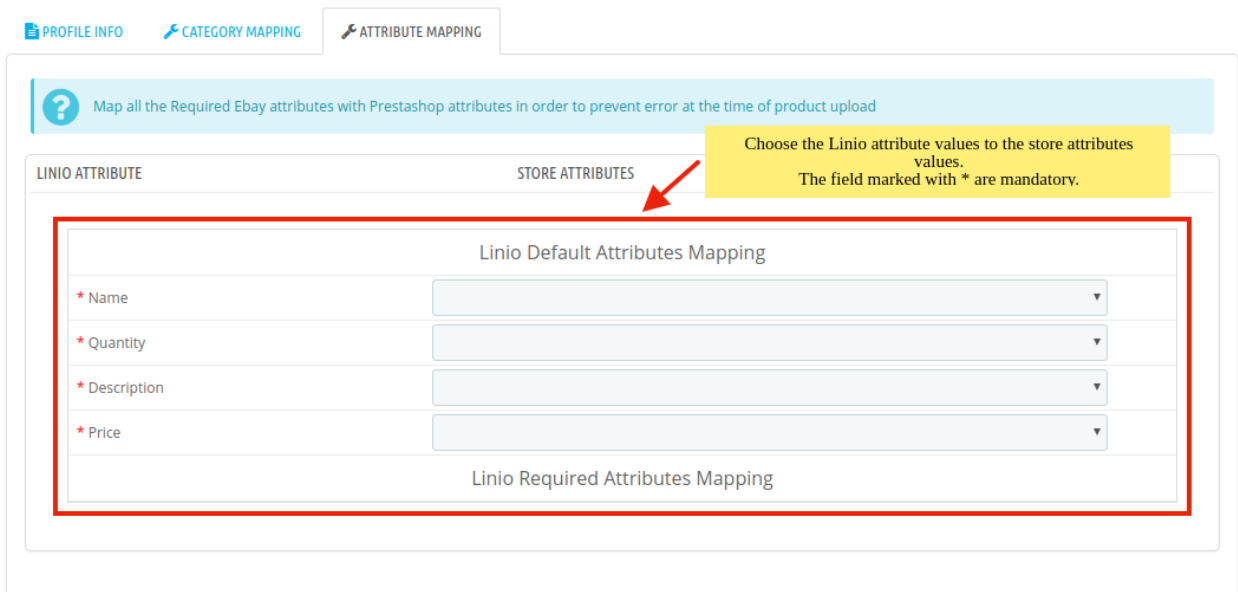 PROFILE INFO
CATEGORY MAPPING
ATTRIBUTE MAPPING
Map all the Required Ebay attributes with Prestashop attributes in order to prevent error at the time of product upload
Choose the Linio attribute values to the store attributes
values.
The field marked with * are mandatory.
LINIO ATTRIBUTE
STORE ATTRIBUTES
Linio Default Attributes Mapping
* Name
* Quantity
* Description
* Price
Linio Required Attributes Mapping